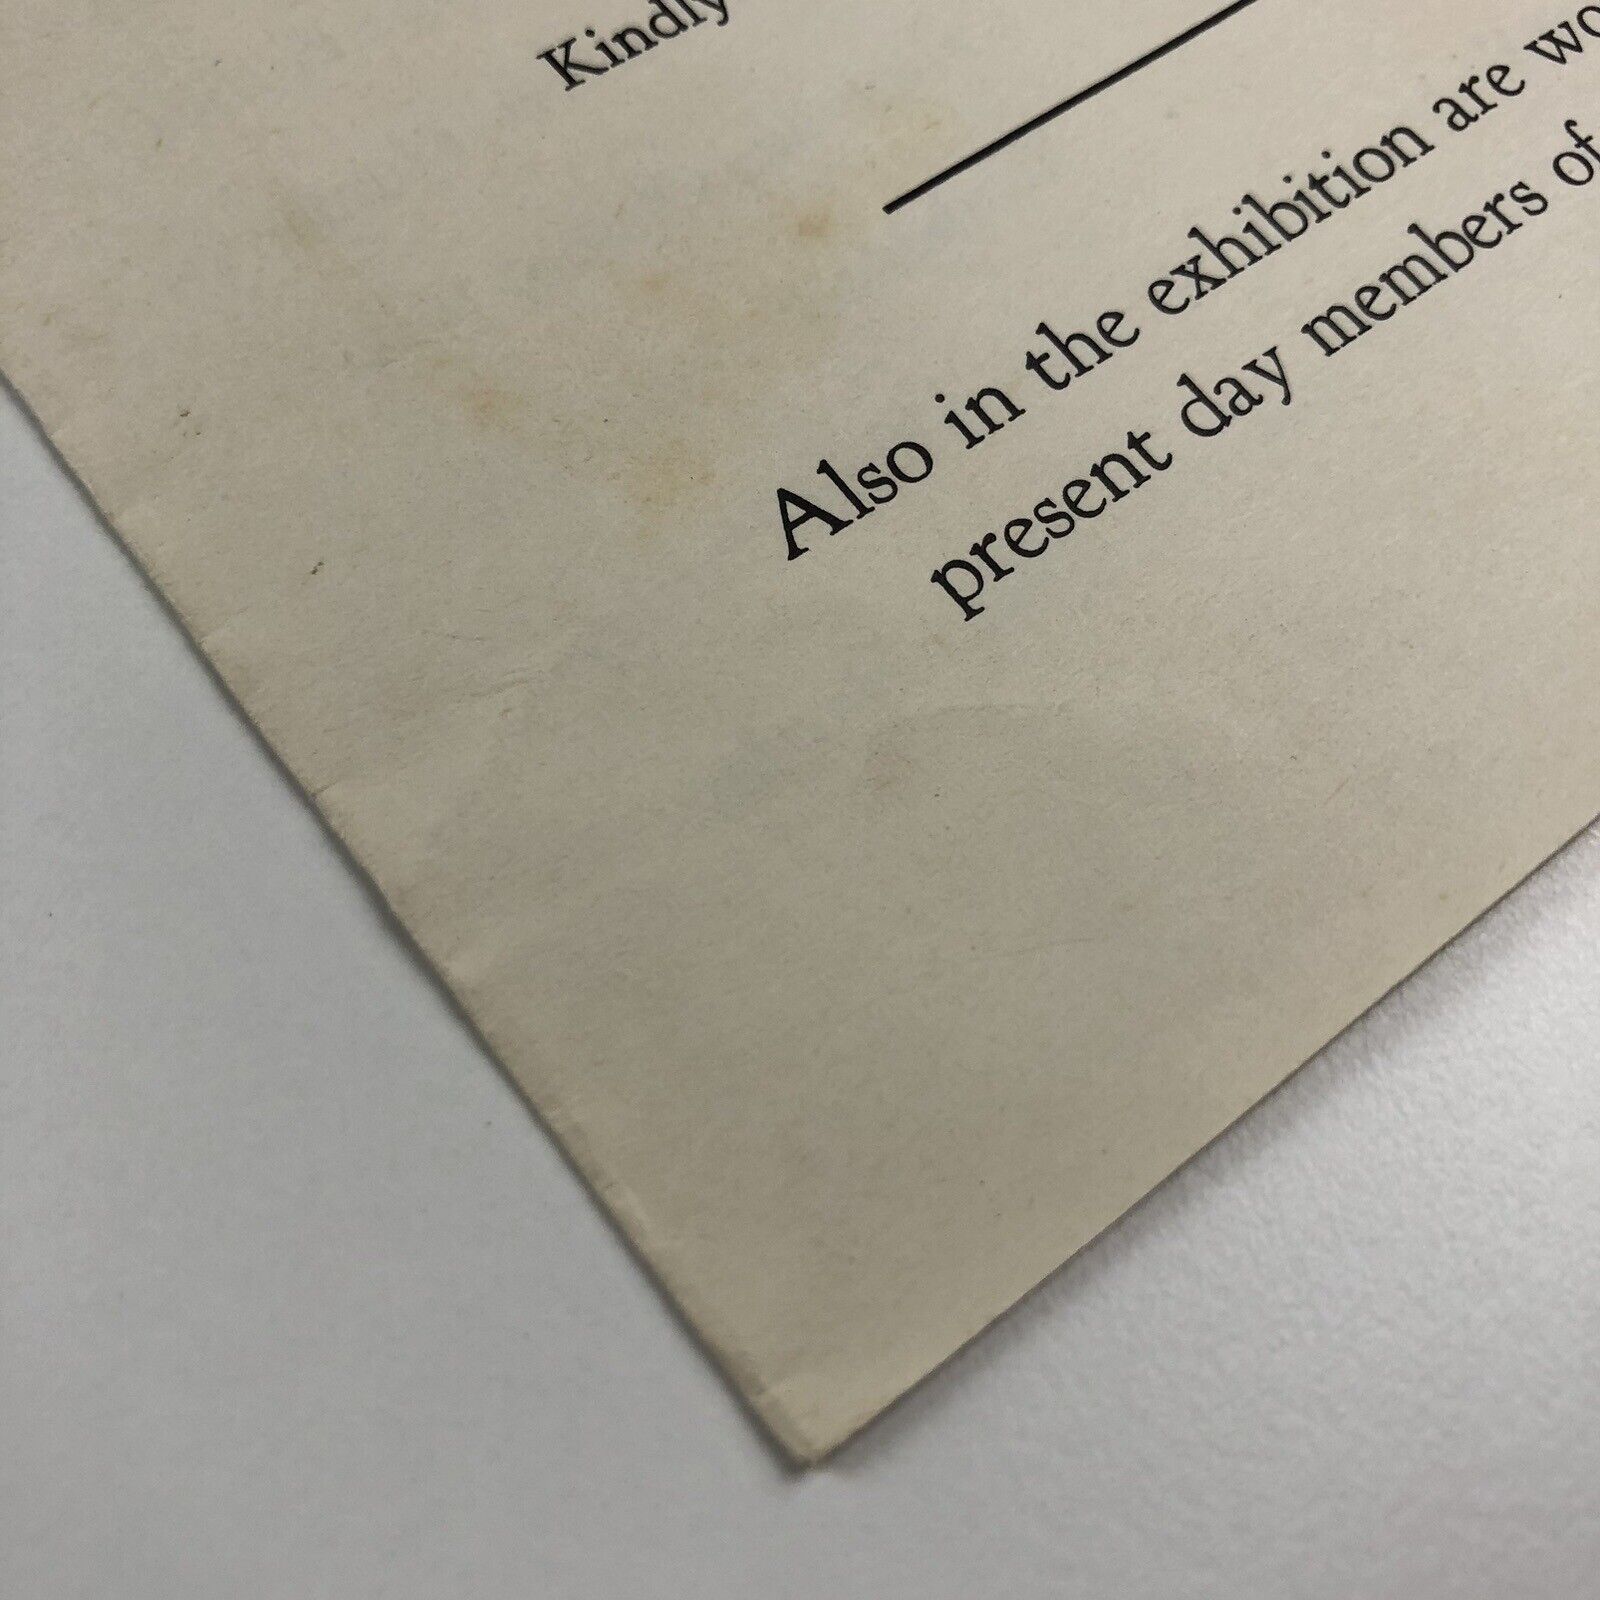 Kindly
Also in the exhibition are
present day members of